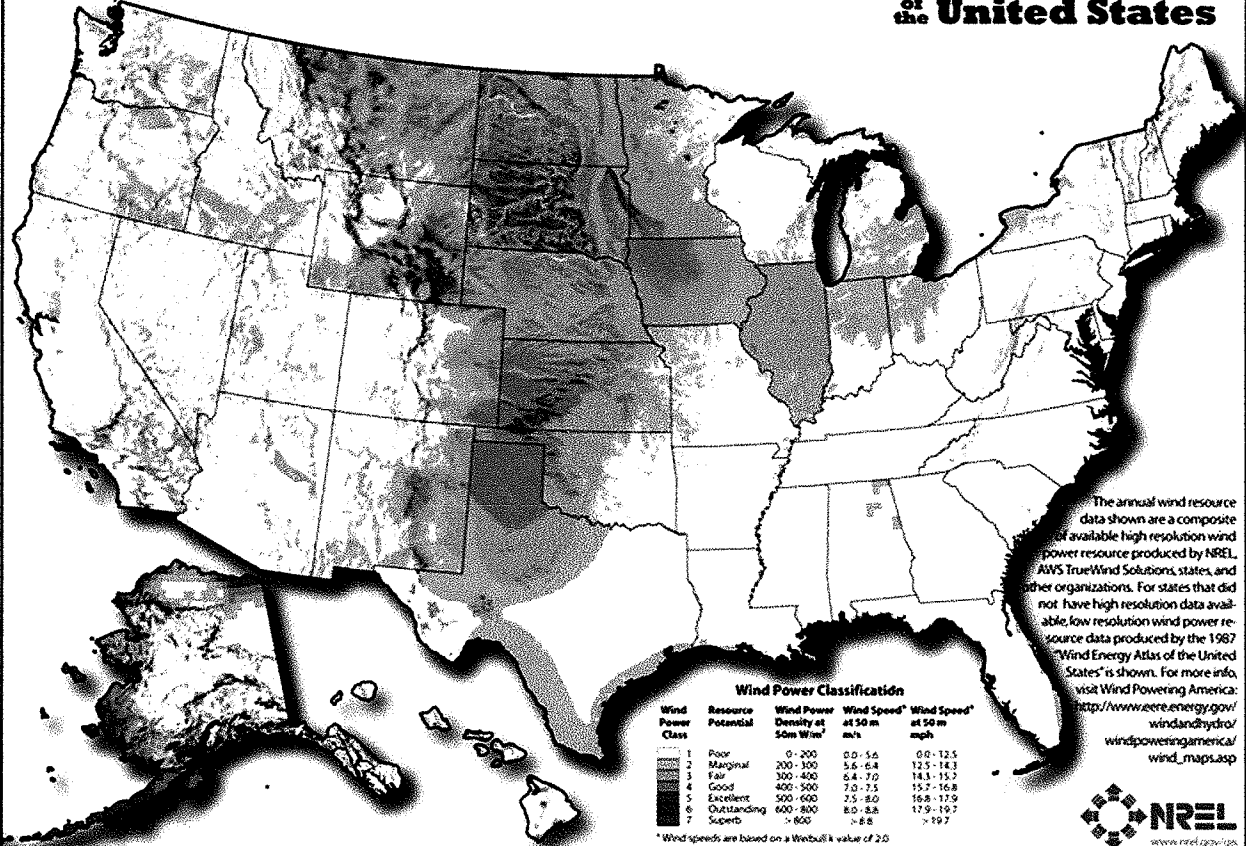 of
the United States
The annual wind resource
data shown are a composite
of available high resolution wind
power resource produced by NREL,
AWS TrueWind Solutions, states, and
other organizations. For states that did
not have high resolution data avail-
able, low resolution wind power re-
source data produced by the 1987
"Wind Energy Atlas of the United
States" is shown. For more info,
visit Wind Powering America:
http://www.eere.energy.gov/
windandhydro/
windpoweringamerica/
wind_maps.asp
Wind Power Classification
Wind Power Class Resource Potential Wind Power Density at 50m W/m² Wind Speed* at 50 m m/s Wind Speed* at 50 m mph
1 Poor 0 - 200 0.0 - 5.6 0.0 - 12.5
2 Marginal 200 - 300 5.6 - 6.4 12.5 - 14.3
3 Fair 300 - 400 6.4 - 7.0 14.3 - 15.7
4 Good 400 - 500 7.0 - 7.5 15.7 - 16.8
5 Excellent 500 - 600 7.5 - 8.0 16.8 - 17.9
6 Outstanding 600 - 800 8.0 - 8.8 17.9 - 19.7
7 Superb > 800 > 8.8 > 19.7
* Wind speeds are based on a Weibull k value of 2.0
NREL
www.nrel.gov/gis